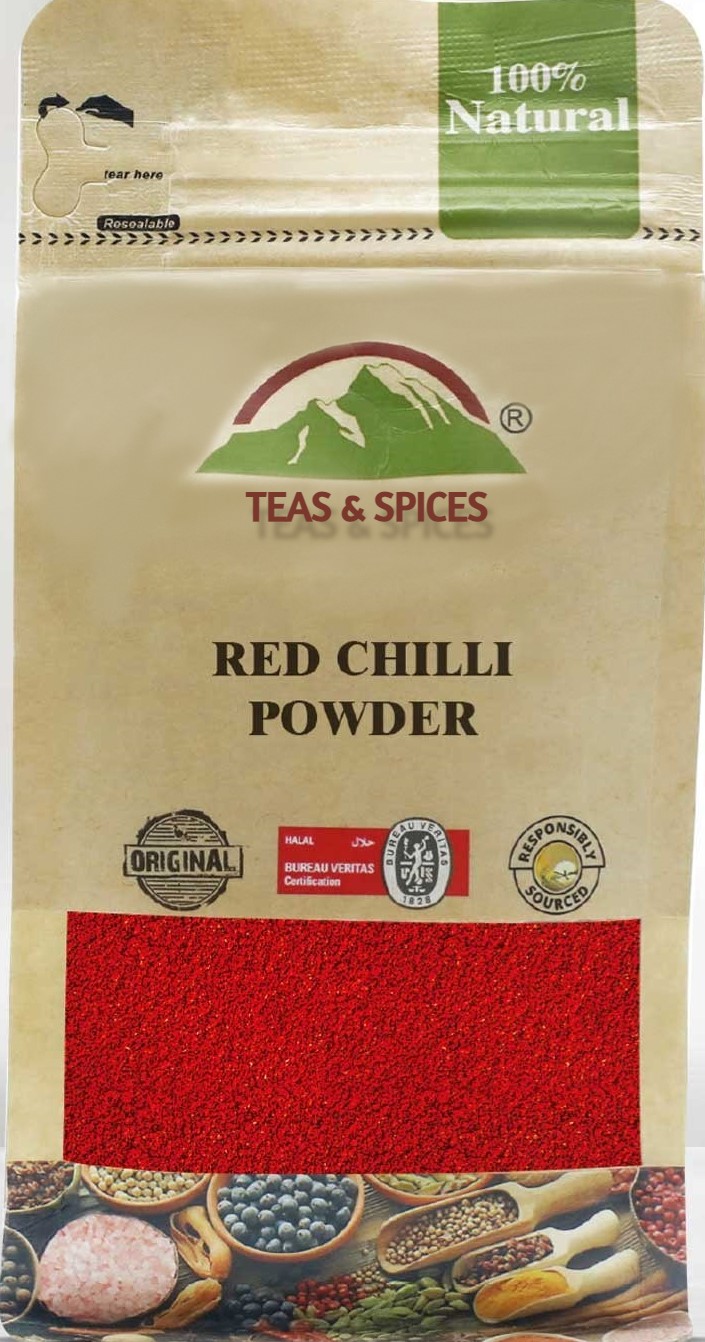 100%
Natural
tear here
Resealable
®
TEAS & SPICES
RED CHILLI
POWDER
ORIGINAL
HALAL حلال
BUREAU VERITAS
Certification
BUREAU VERITAS
1828
RESPONSIBLY
SOURCED